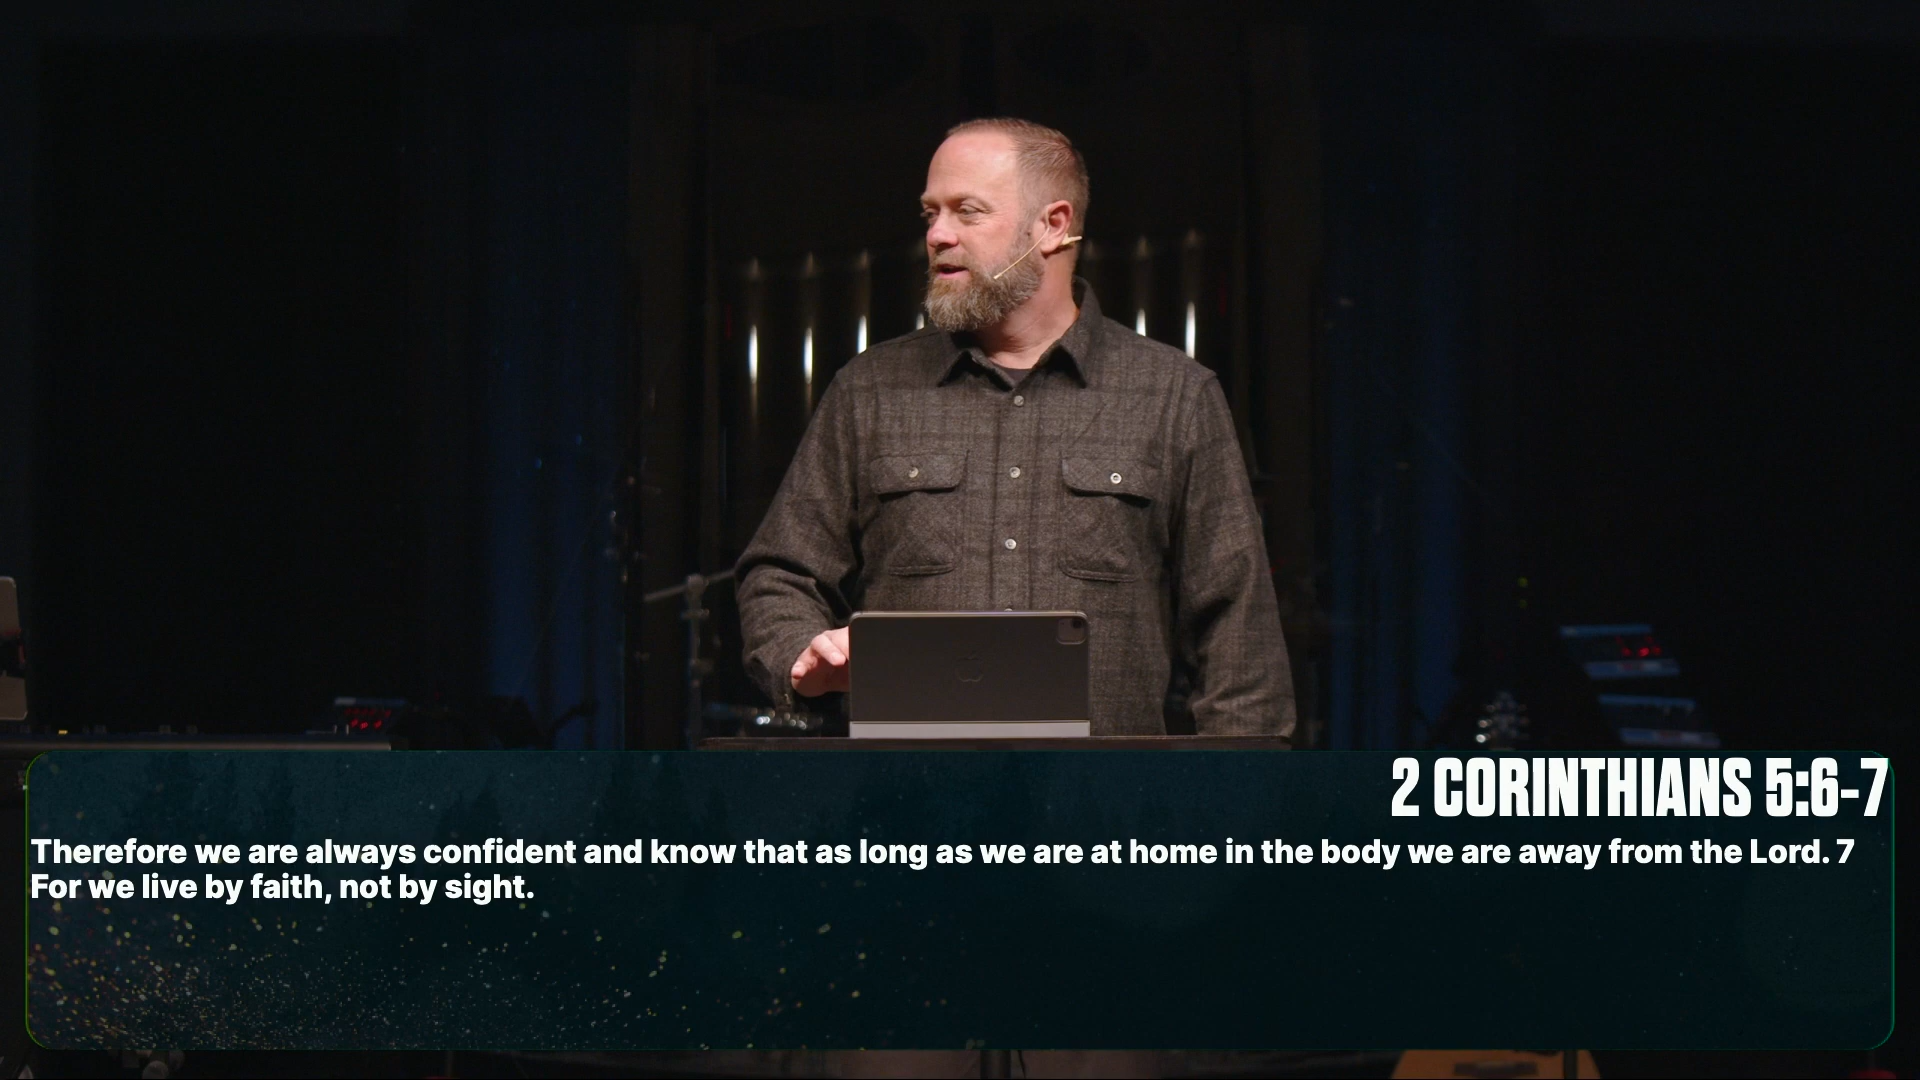 2 CORINTHIANS 5:6-7
Therefore we are always confident and know that as long as we are at home in the body we are away from the Lord. 7
For we live by faith, not by sight.